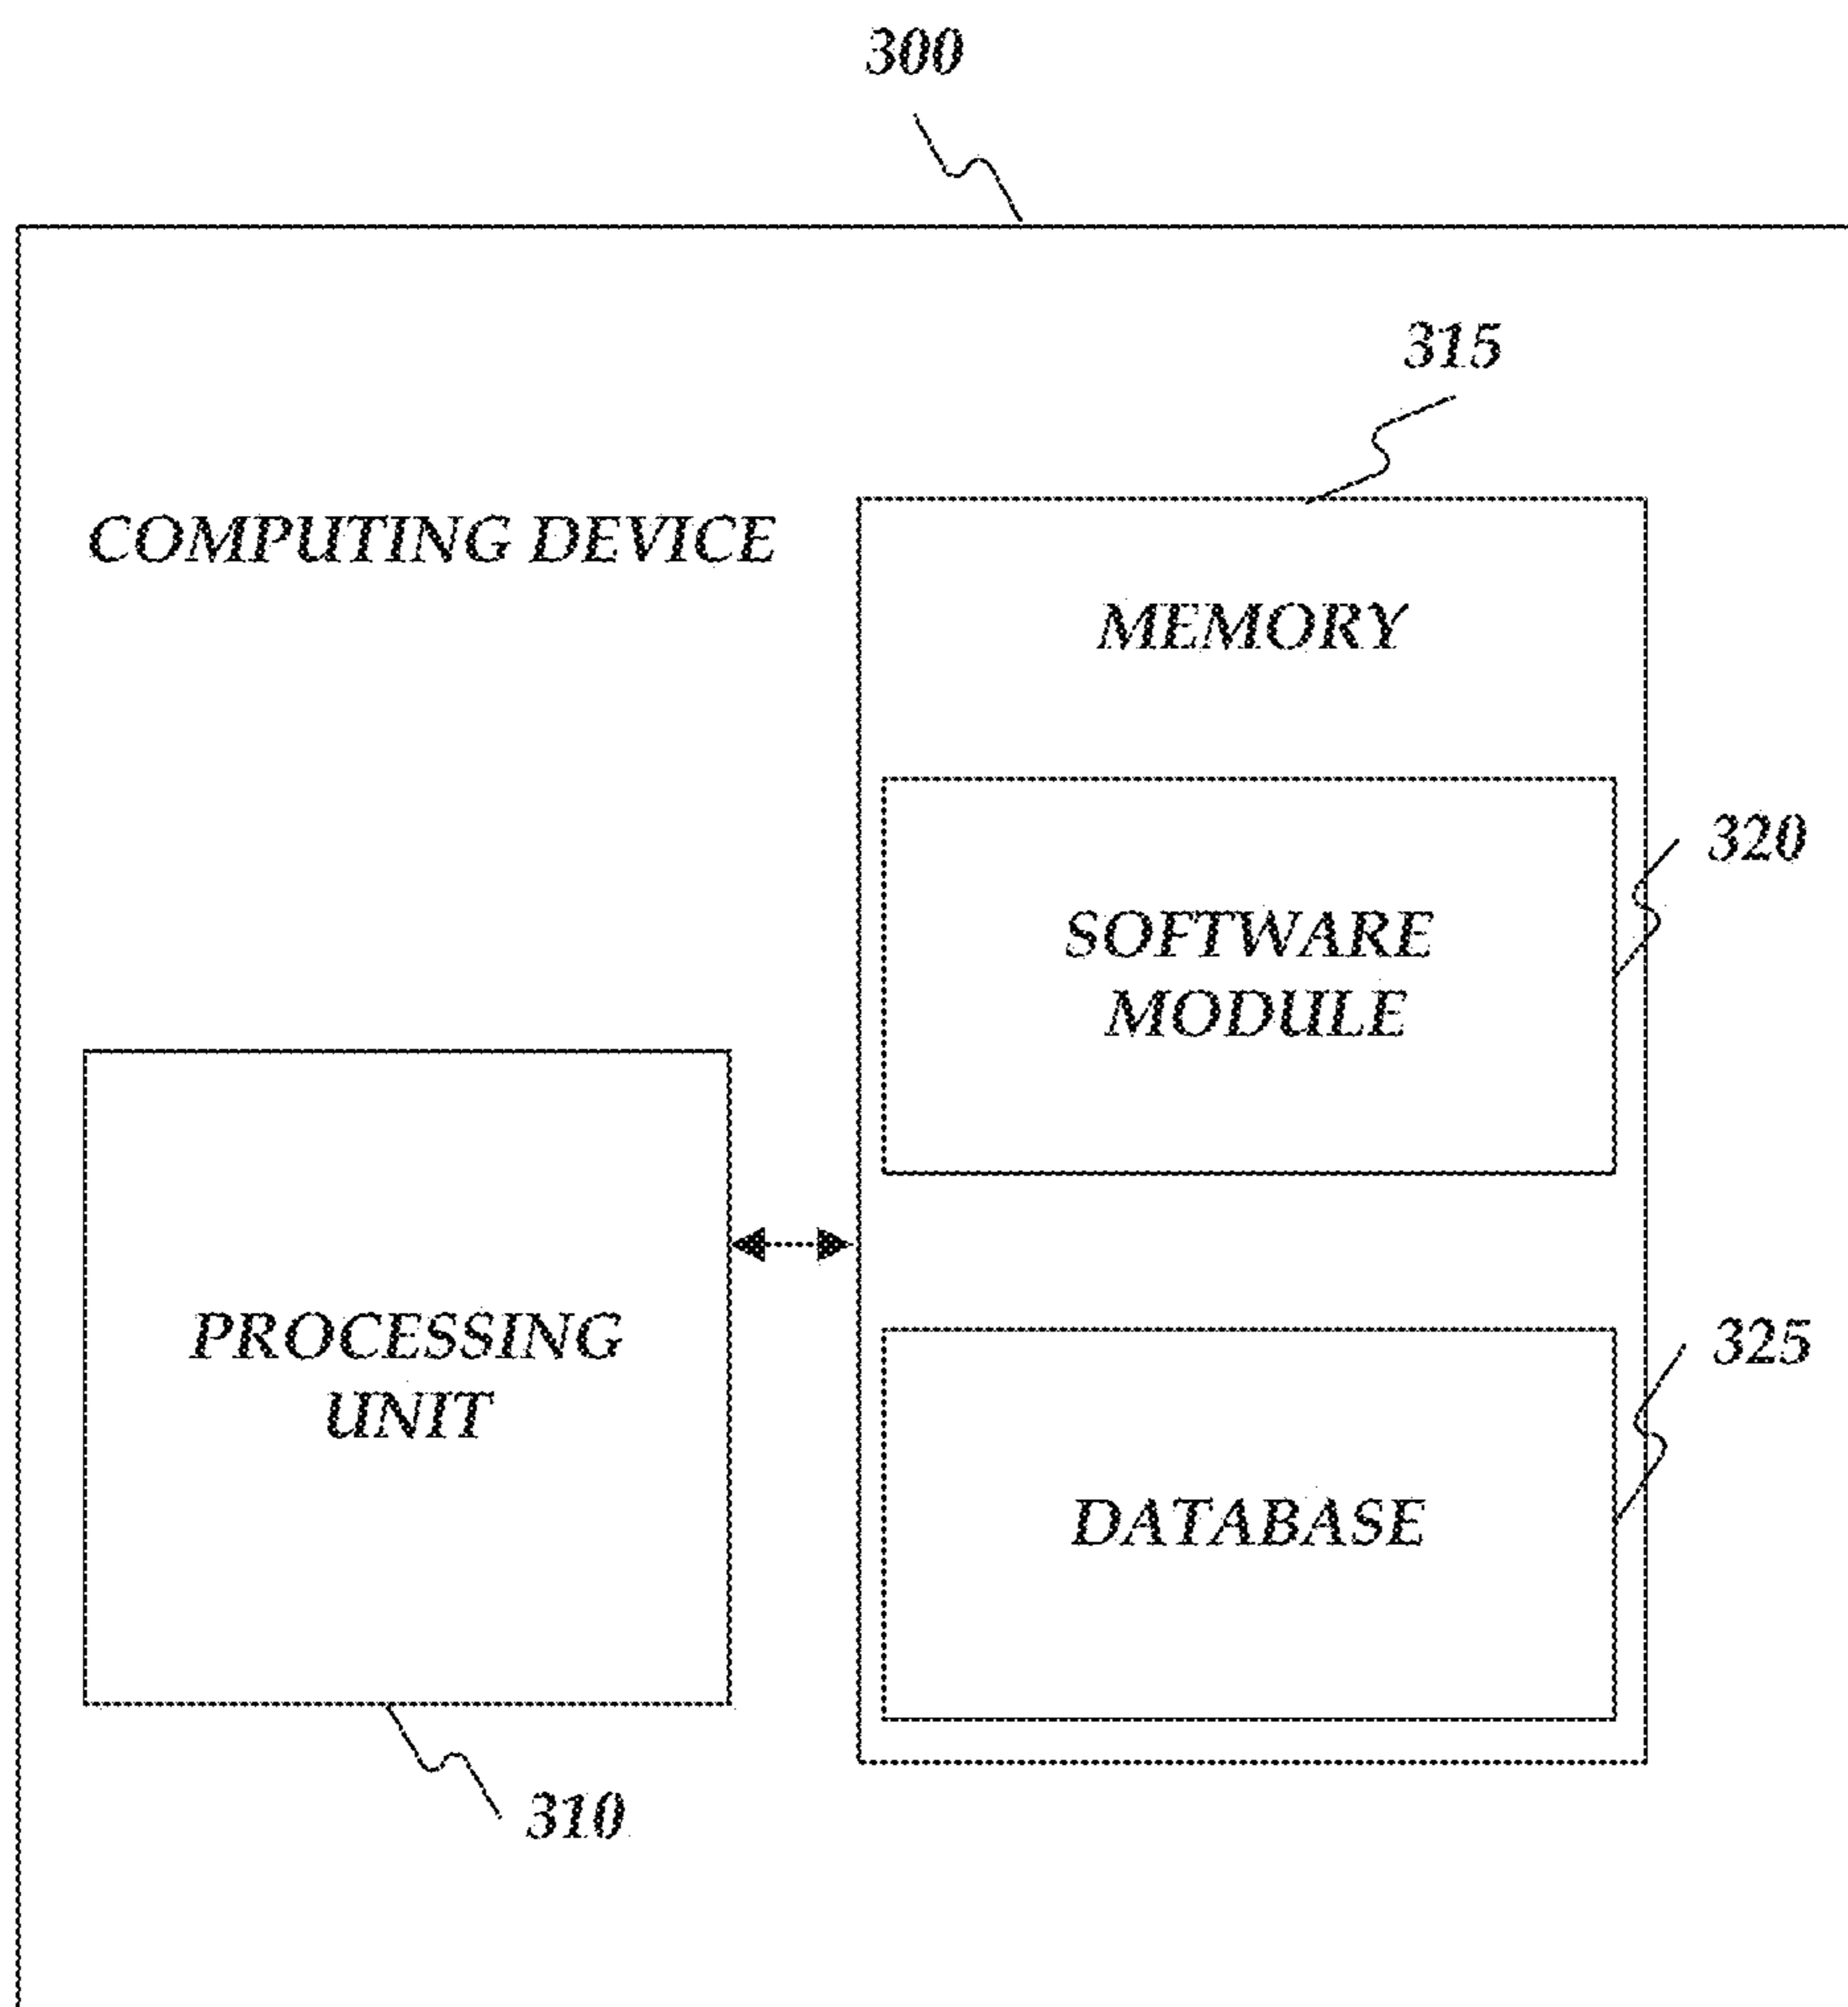 300
315
COMPUTING DEVICE
MEMORY
320
SOFTWARE
MODULE
PROCESSING
UNIT
325
DATABASE
310